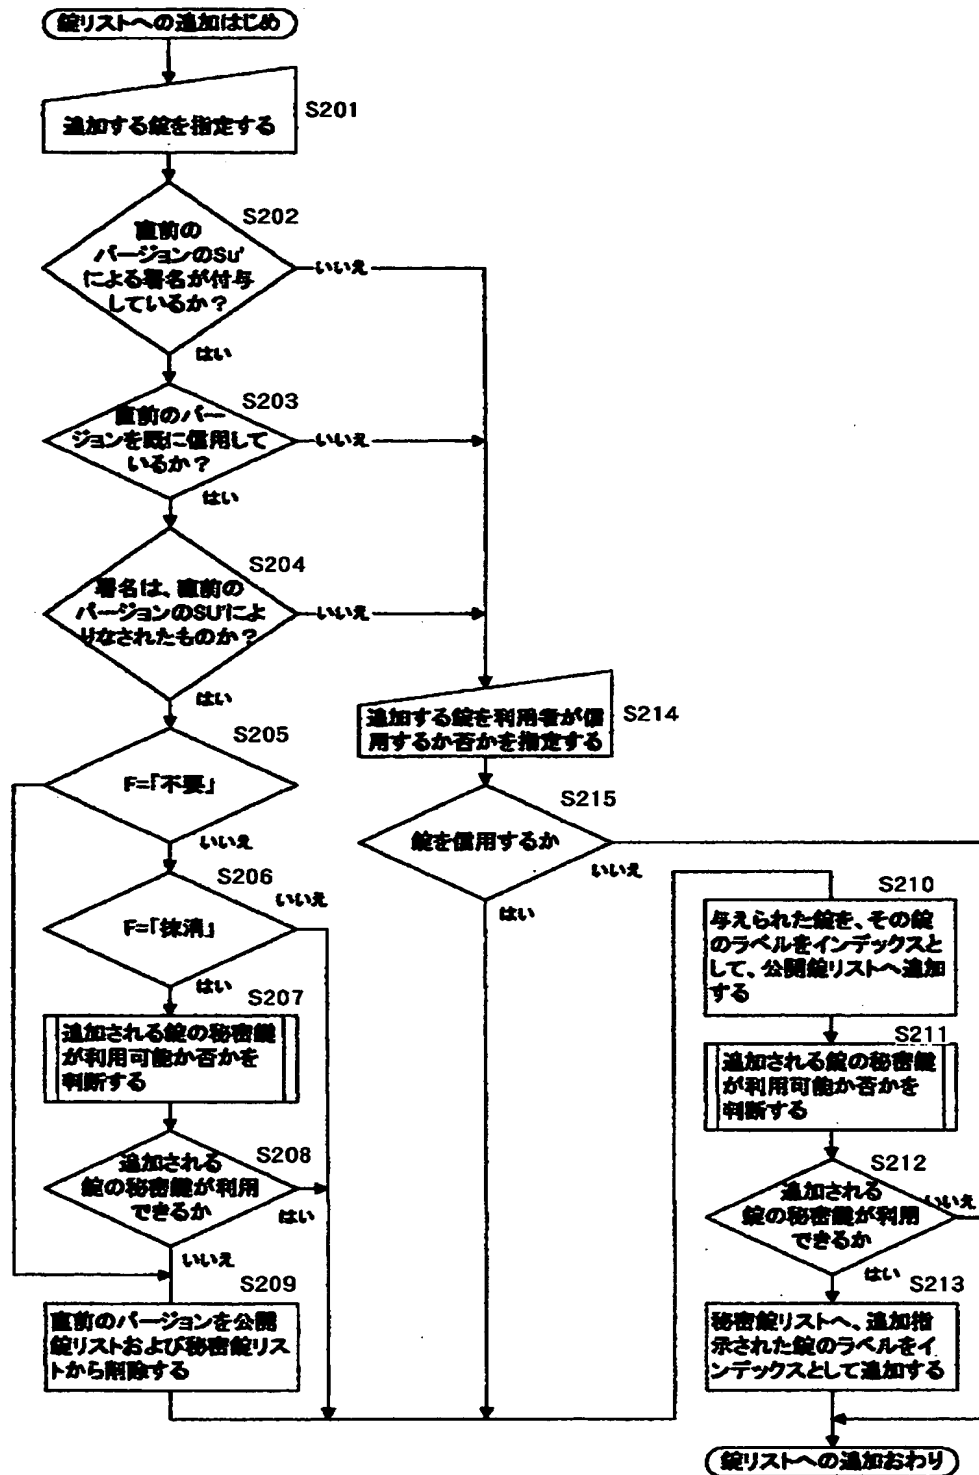 錠リストへの追加はじめ
S201
追加する錠を指定する
S202
直前の
バージョンのSu'
による署名が付与
しているか？
いいえ
はい
S203
直前のバー
ジョンを既に信用して
いるか？
いいえ
はい
S204
署名は、直前の
バージョンのSU'によ
りなされたものか？
いいえ
はい
S205
F=「不要」
いいえ
S206
F=「抹消」
いいえ
はい
S207
追加される錠の秘密鍵
が利用可能か否かを
判断する
S208
追加される
錠の秘密鍵が利用
できるか
はい
いいえ
S209
直前のバージョンを公開
錠リストおよび秘密錠リス
トから削除する
S214
追加する錠を利用者が信
用するか否かを指定する
S215
錠を信用するか
いいえ
はい
S210
与えられた錠を、その錠
のラベルをインデックスと
して、公開錠リストへ追加
する
S211
追加される錠の秘密鍵
が利用可能か否かを
判断する
S212
追加される
錠の秘密鍵が利用
できるか
いいえ
はい
S213
秘密錠リストへ、追加指
示された錠のラベルをイ
ンデックスとして追加する
錠リストへの追加おわり